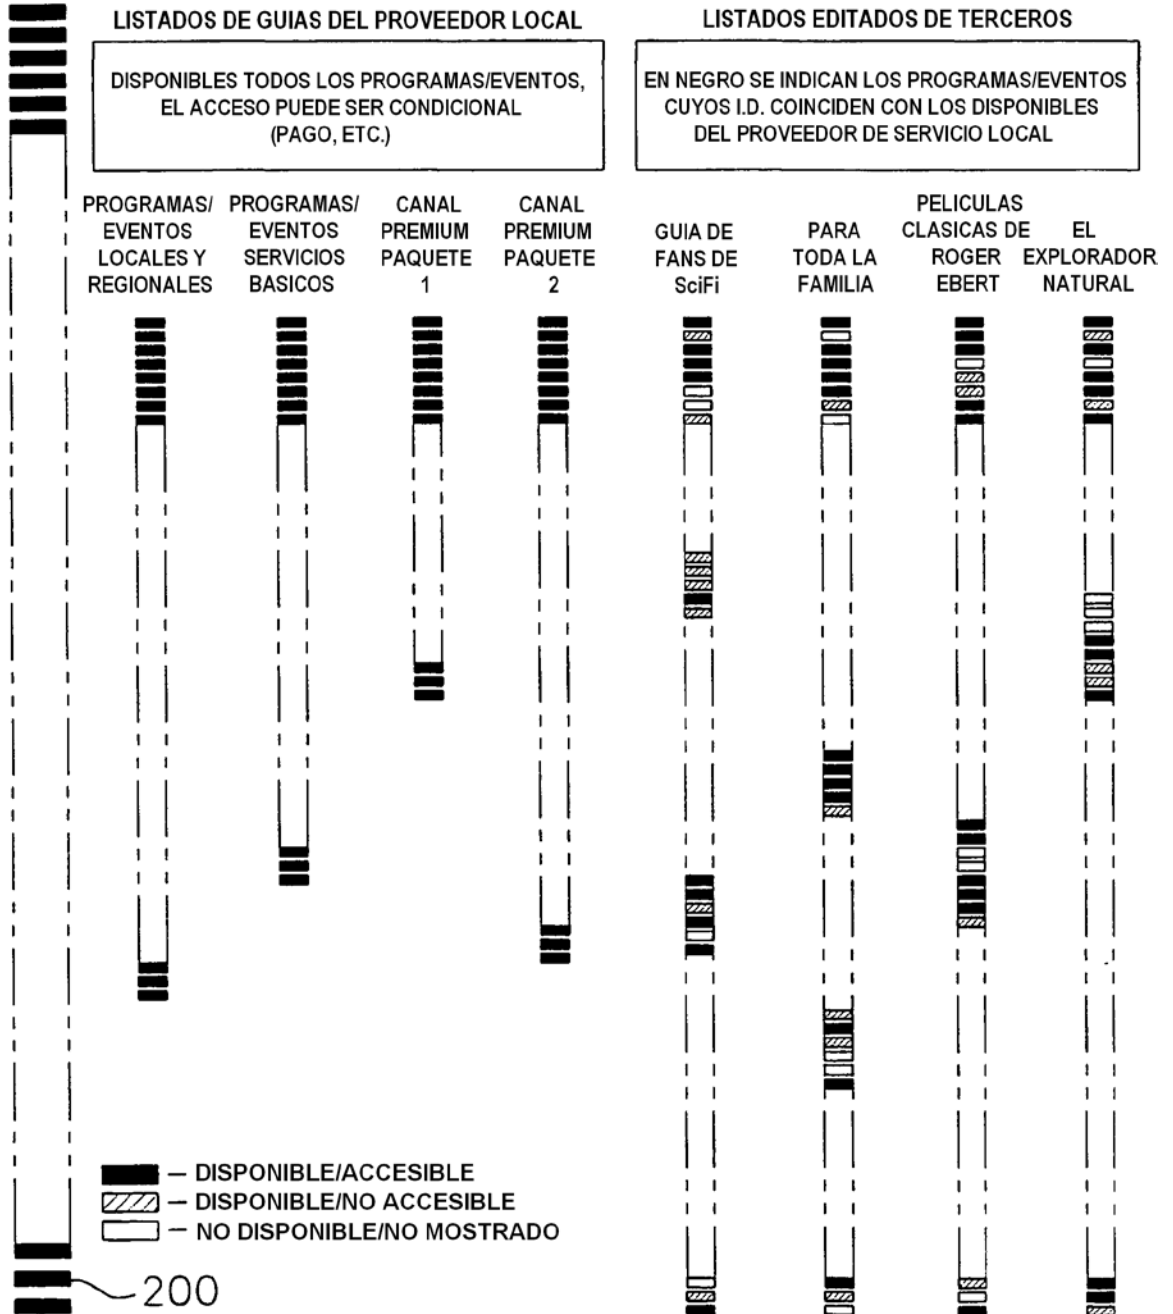 LISTADOS DE GUIAS DEL PROVEEDOR LOCAL
DISPONIBLES TODOS LOS PROGRAMAS/EVENTOS,
EL ACCESO PUEDE SER CONDICIONAL
(PAGO, ETC.)
PROGRAMAS/
EVENTOS
LOCALES Y
REGIONALES
PROGRAMAS/
EVENTOS
SERVICIOS
BASICOS
CANAL
PREMIUM
PAQUETE
1
CANAL
PREMIUM
PAQUETE
2
LISTADOS EDITADOS DE TERCEROS
EN NEGRO SE INDICAN LOS PROGRAMAS/EVENTOS
CUYOS I.D. COINCIDEN CON LOS DISPONIBLES
DEL PROVEEDOR DE SERVICIO LOCAL
GUIA DE
FANS DE
SciFi
PARA
TODA LA
FAMILIA
PELICULAS
CLASICAS DE
ROGER
EBERT
EL
EXPLORADOR
NATURAL
– DISPONIBLE/ACCESIBLE
– DISPONIBLE/NO ACCESIBLE
– NO DISPONIBLE/NO MOSTRADO
200